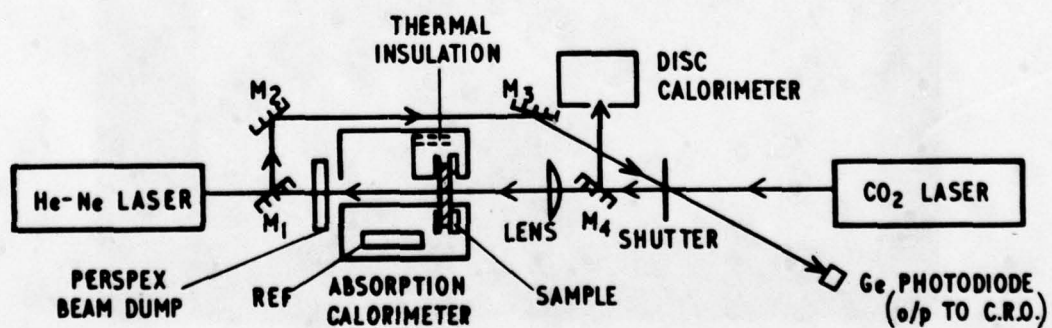 THERMAL
INSULATION
DISC
CALORIMETER
M2
M3
He-Ne LASER
M1
LENS
M4
SHUTTER
CO2 LASER
PERSPEX
BEAM DUMP
REF
ABSORPTION
CALORIMETER
SAMPLE
Ge PHOTODIODE
(o/p TO C.R.O.)